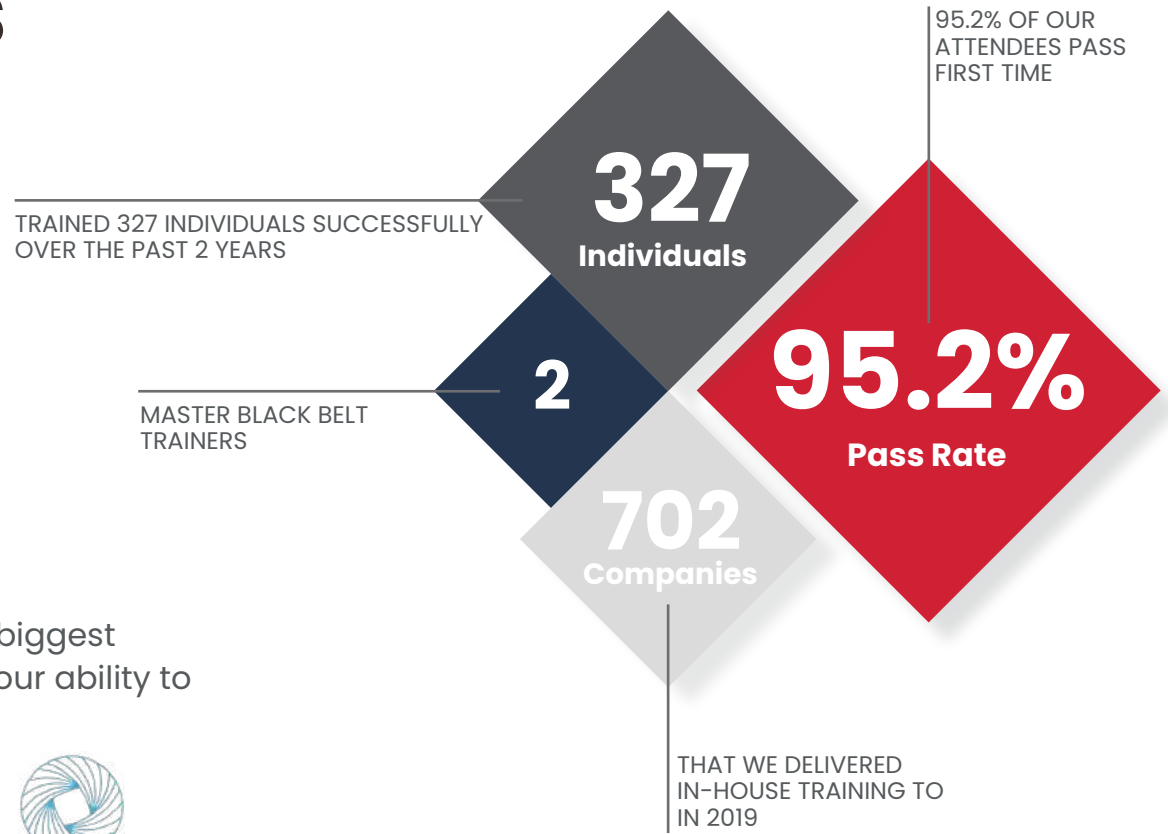 95.2% OF OUR
ATTENDEES PASS
FIRST TIME
327
Individuals
TRAINED 327 INDIVIDUALS SUCCESSFULLY
OVER THE PAST 2 YEARS
95.2%
Pass Rate
2
MASTER BLACK BELT
TRAINERS
702
Companies
biggest
our ability to
THAT WE DELIVERED
IN-HOUSE TRAINING TO
IN 2019